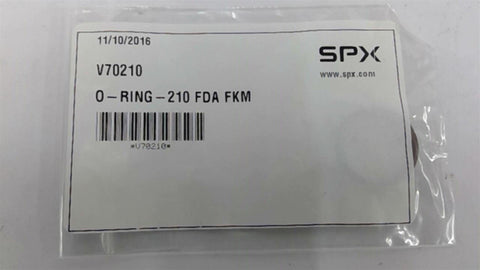 11/10/2016
SPX
www.spx.com
V70210
O-RING-210 FDA FKM
*V70210*